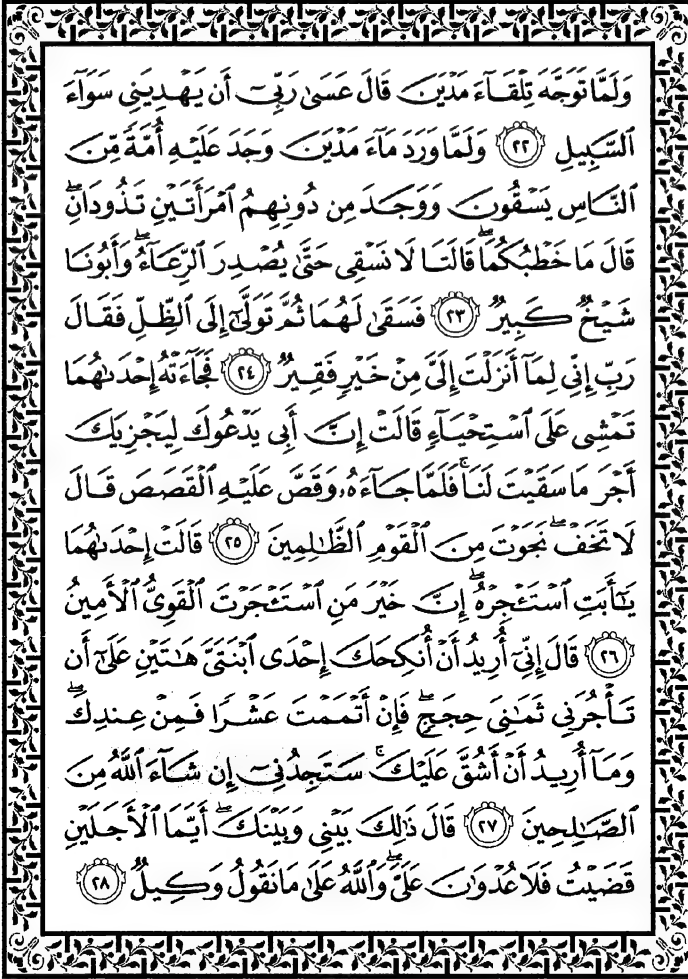 وَلَمَّا تَوَجَّهَ تِلْقَآءَ مَدْيَنَ قَالَ عَسَىٰ رَبِّىٓ أَن يَهْدِيَنِى سَوَآءَ
ٱلسَّبِيلِ ٢٢ وَلَمَّا وَرَدَ مَآءَ مَدْيَنَ وَجَدَ عَلَيْهِ أُمَّةً مِّنَ
ٱلنَّاسِ يَسْقُونَ وَوَجَدَ مِن دُونِهِمُ ٱمْرَأَتَيْنِ تَذُودَانِۖ
قَالَ مَا خَطْبُكُمَاۖ قَالَتَا لَا نَسْقِى حَتَّىٰ يُصْدِرَ ٱلرِّعَآءُۖ وَأَبُونَا
شَيْخٌ كَبِيرٌ ٢٣ فَسَقَىٰ لَهُمَا ثُمَّ تَوَلَّىٰٓ إِلَى ٱلظِّلِّ فَقَالَ
رَبِّ إِنِّى لِمَآ أَنزَلْتَ إِلَىَّ مِنْ خَيْرٍ فَقِيرٌ ٢٤ فَجَآءَتْهُ إِحْدَىٰهُمَا
تَمْشِى عَلَى ٱسْتِحْيَآءٍ قَالَتْ إِنَّ أَبِى يَدْعُوكَ لِيَجْزِيَكَ
أَجْرَ مَا سَقَيْتَ لَنَاۚ فَلَمَّا جَآءَهُۥ وَقَصَّ عَلَيْهِ ٱلْقَصَصَ قَالَ
لَا تَخَفْۖ نَجَوْتَ مِنَ ٱلْقَوْمِ ٱلظَّٰلِمِينَ ٢٥ قَالَتْ إِحْدَىٰهُمَا
يَٰٓأَبَتِ ٱسْتَـْٔجِرْهُۖ إِنَّ خَيْرَ مَنِ ٱسْتَـْٔجَرْتَ ٱلْقَوِىُّ ٱلْأَمِينُ
٢٦ قَالَ إِنِّىٓ أُرِيدُ أَنْ أُنكِحَكَ إِحْدَى ٱبْنَتَىَّ هَٰتَيْنِ عَلَىٰٓ أَن
تَأْجُرَنِى ثَمَٰنِىَ حِجَجٍۖ فَإِنْ أَتْمَمْتَ عَشْرًا فَمِنْ عِندِكَۖ
وَمَآ أُرِيدُ أَنْ أَشُقَّ عَلَيْكَۚ سَتَجِدُنِىٓ إِن شَآءَ ٱللَّهُ مِنَ
ٱلصَّٰلِحِينَ ٢٧ قَالَ ذَٰلِكَ بَيْنِى وَبَيْنَكَۖ أَيَّمَا ٱلْأَجَلَيْنِ
قَضَيْتُ فَلَا عُدْوَٰنَ عَلَىَّۖ وَٱللَّهُ عَلَىٰ مَا نَقُولُ وَكِيلٌ ٢٨